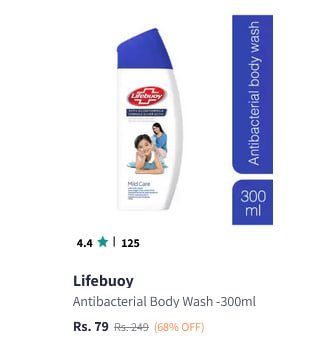 Lifebuoy
Mild Care
Antibacterial body wash
300
ml
4.4 ★ | 125
Lifebuoy
Antibacterial Body Wash -300ml
Rs. 79 Rs. 249 (68% OFF)